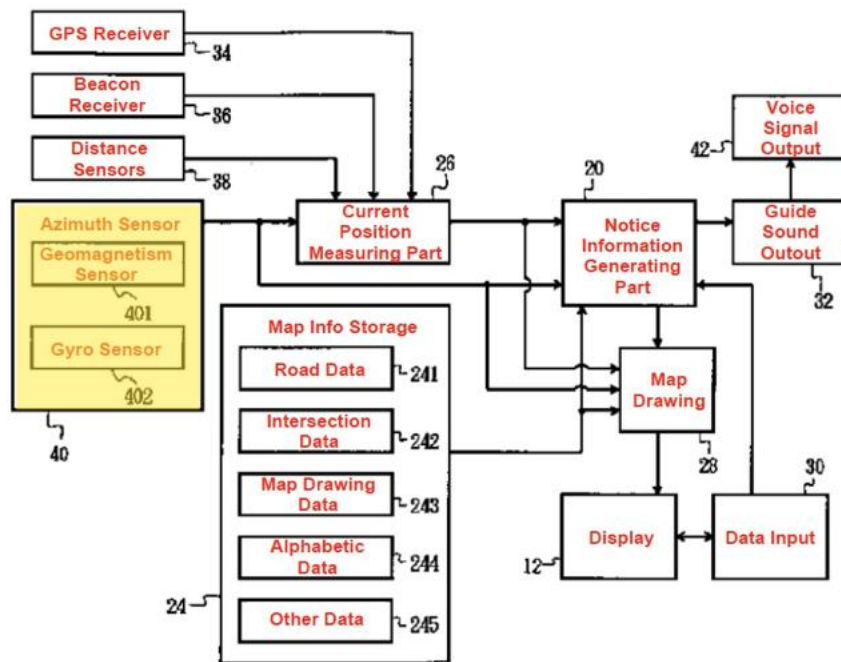 GPS Receiver
34
Beacon
Receiver
36
Distance
Sensors
38
Azimuth Sensor
Geomagnetism
Sensor
401
Gyro Sensor
402
40
26
Current
Position
Measuring Part
20
Notice
Information
Generating
Part
Voice
Signal
Output
42
Guide
Sound
Outout
32
Map Info Storage
Road Data
241
Intersection
Data
242
Map Drawing
Data
243
Alphabetic
Data
244
Other Data
245
24
Map
Drawing
28
30
Display
12
Data Input